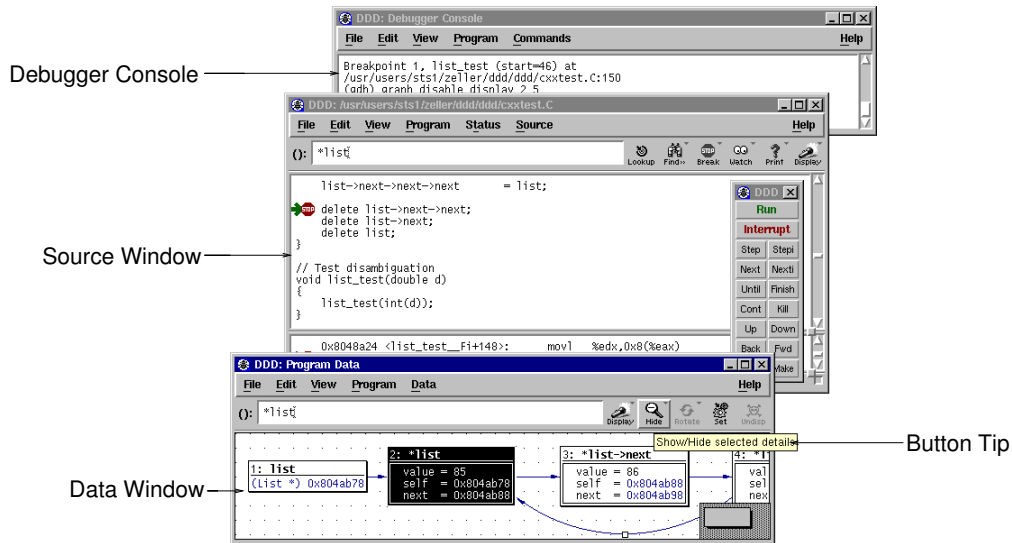 DDD: Debugger Console
File Edit View Program Commands Help
Debugger Console
Breakpoint 1, list_test (start=46) at
/usr/users/sts1/zeller/ddd/ddd/cxxtest.C:150
(gdb) graph disable display 2 5
DDD: /usr/users/sts1/zeller/ddd/ddd/cxxtest.C
File Edit View Program Status Source Help
(): *list
Lookup Find>> Break Watch Print Display
list->next->next->next = list;
STOP delete list->next->next;
delete list->next;
delete list;
}
Source Window
// Test disambiguation
void list_test(double d)
{
list_test(int(d));
}
0x8048a24 <list_test__Fi+148>: movl %edx,0x8(%eax)
DDD
Run
Interrupt
Step Stepi
Next Nexti
Until Finish
Cont Kill
Up Down
Back Fwd
Make
DDD: Program Data
File Edit View Program Data Help
(): *list
Display Hide Rotate Set Undisp
Show/Hide selected details
Button Tip
Data Window
1: list
(List *) 0x804ab78
2: *list
value = 85
self = 0x804ab78
next = 0x804ab88
3: *list->next
value = 86
self = 0x804ab88
next = 0x804ab98
4: *l
val
sel
nex